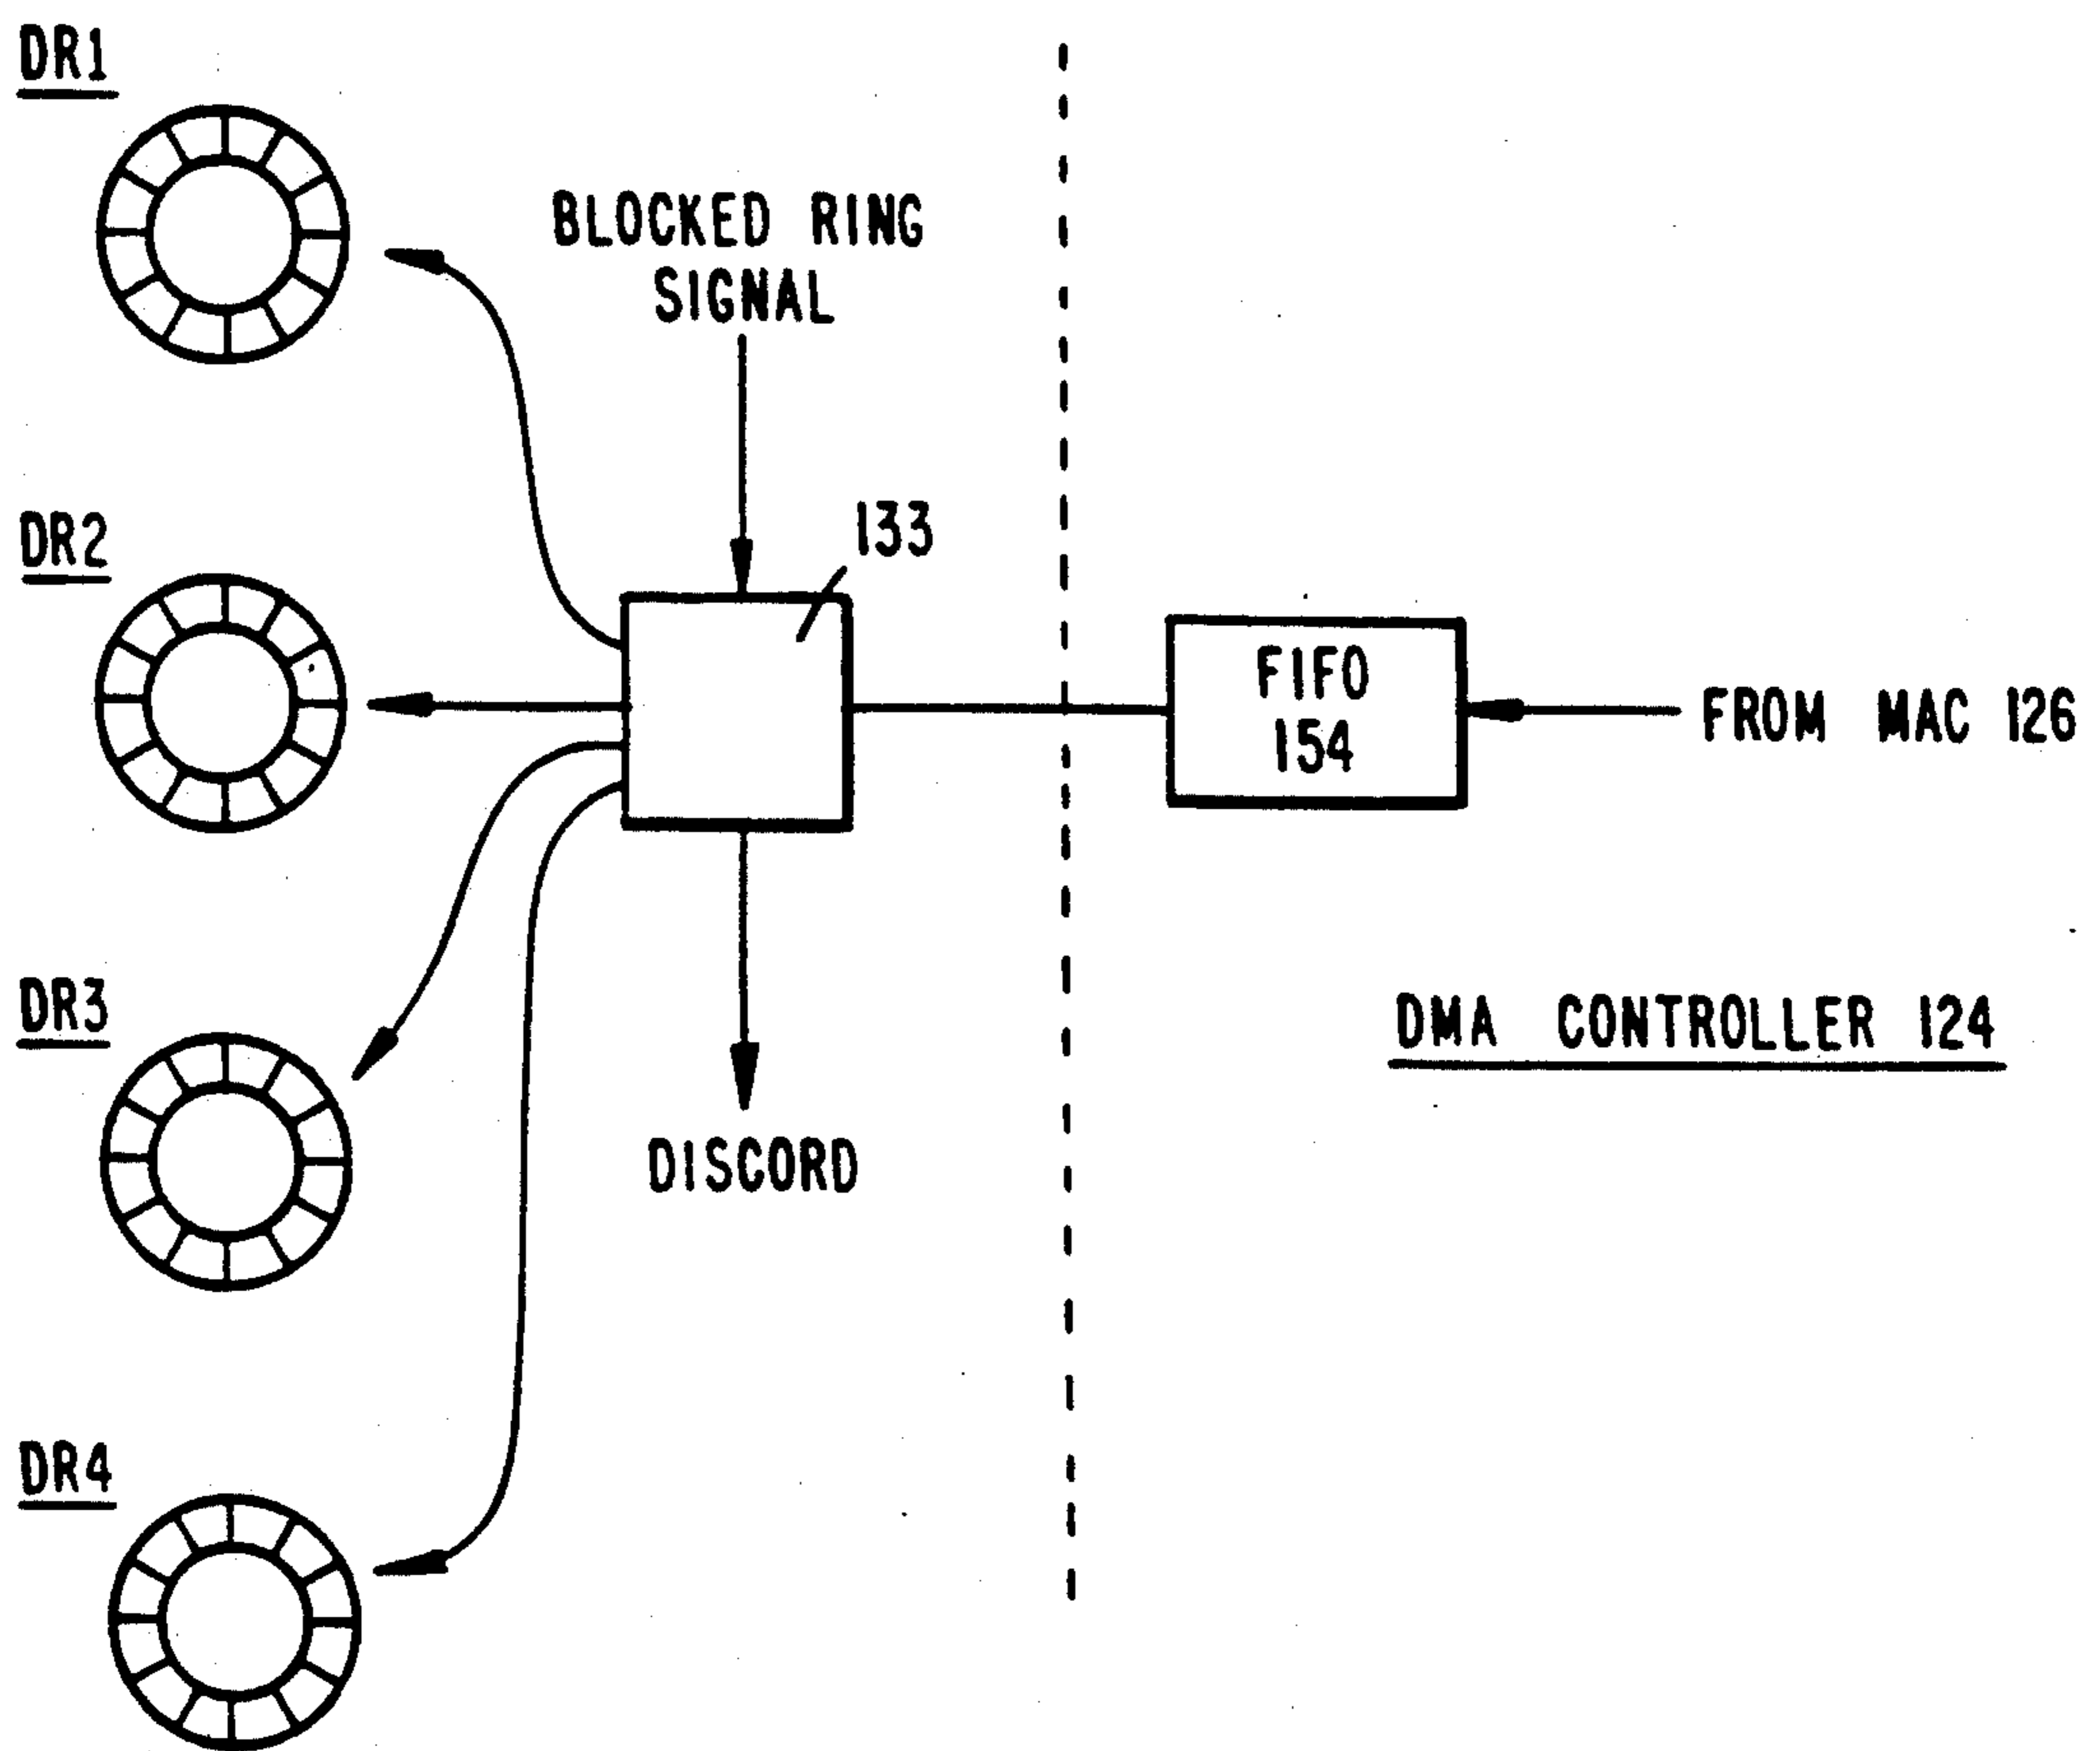 DR1
BLOCKED RING
SIGNAL
133
DR2
FIFO
154
FROM MAC 126
DR3
DMA CONTROLLER 124
DISCORD
DR4